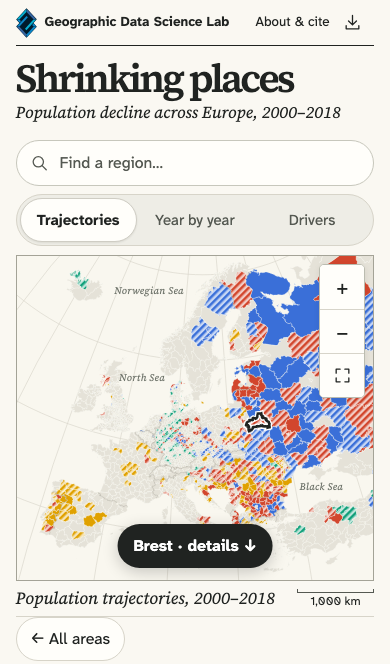 Geographic Data Science Lab About & cite
Shrinking places
Population decline across Europe, 2000–2018
Find a region...
Trajectories Year by year Drivers
Norwegian Sea
+
−
North Sea
Black Sea
Brest · details ↓
Population trajectories, 2000–2018
1,000 km
← All areas